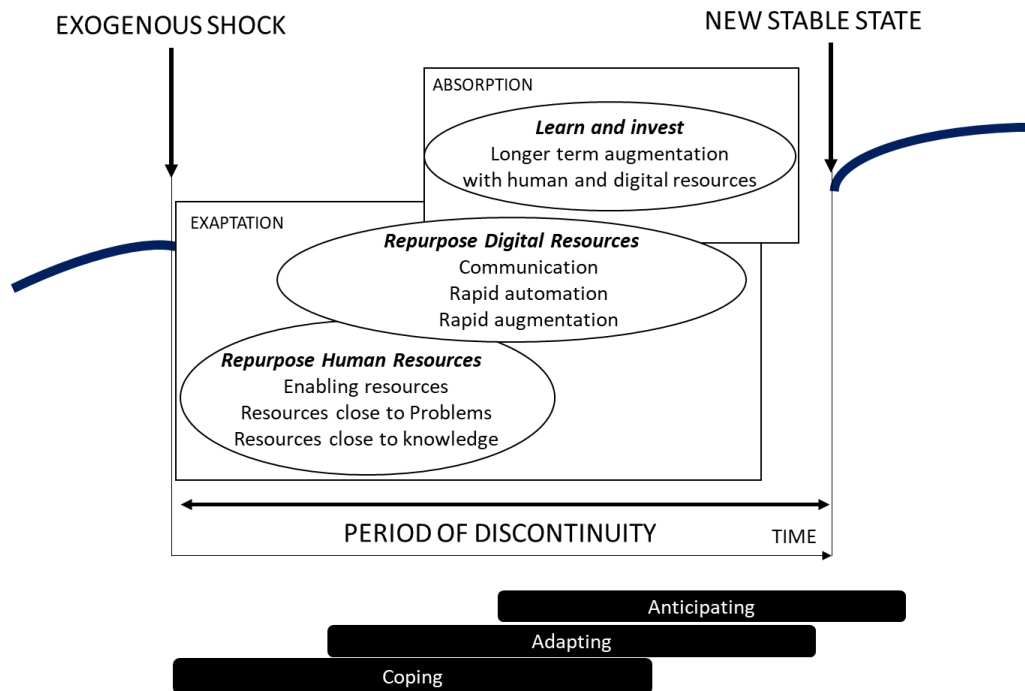 EXOGENOUS SHOCK
NEW STABLE STATE
ABSORPTION
Learn and invest
Longer term augmentation
with human and digital resources
EXAPTATION
Repurpose Digital Resources
Communication
Rapid automation
Rapid augmentation
Repurpose Human Resources
Enabling resources
Resources close to Problems
Resources close to knowledge
PERIOD OF DISCONTINUITY
TIME
Anticipating
Adapting
Coping